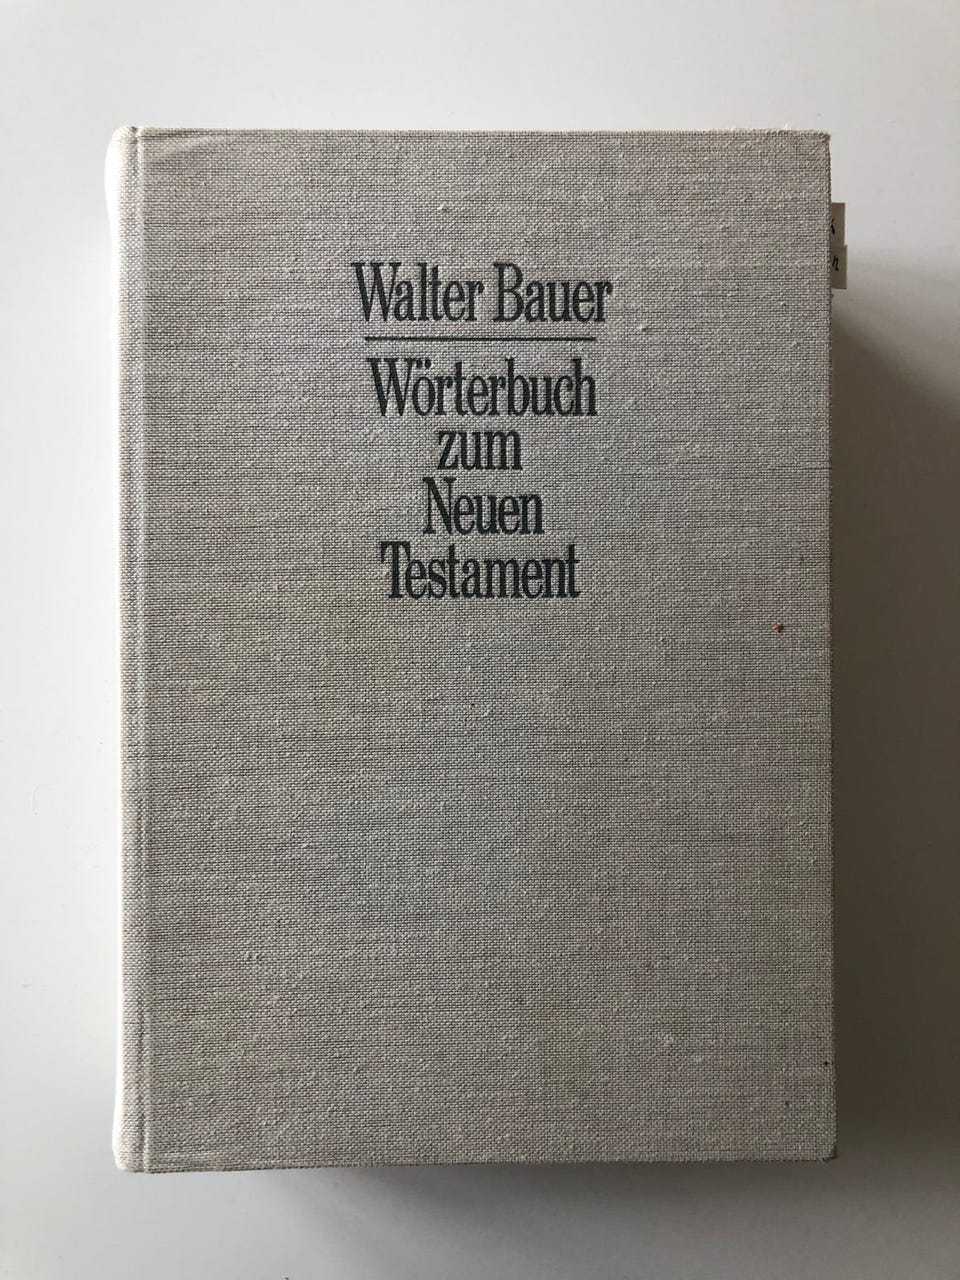 Walter Bauer
Wörterbuch
zum
Neuen
Testament